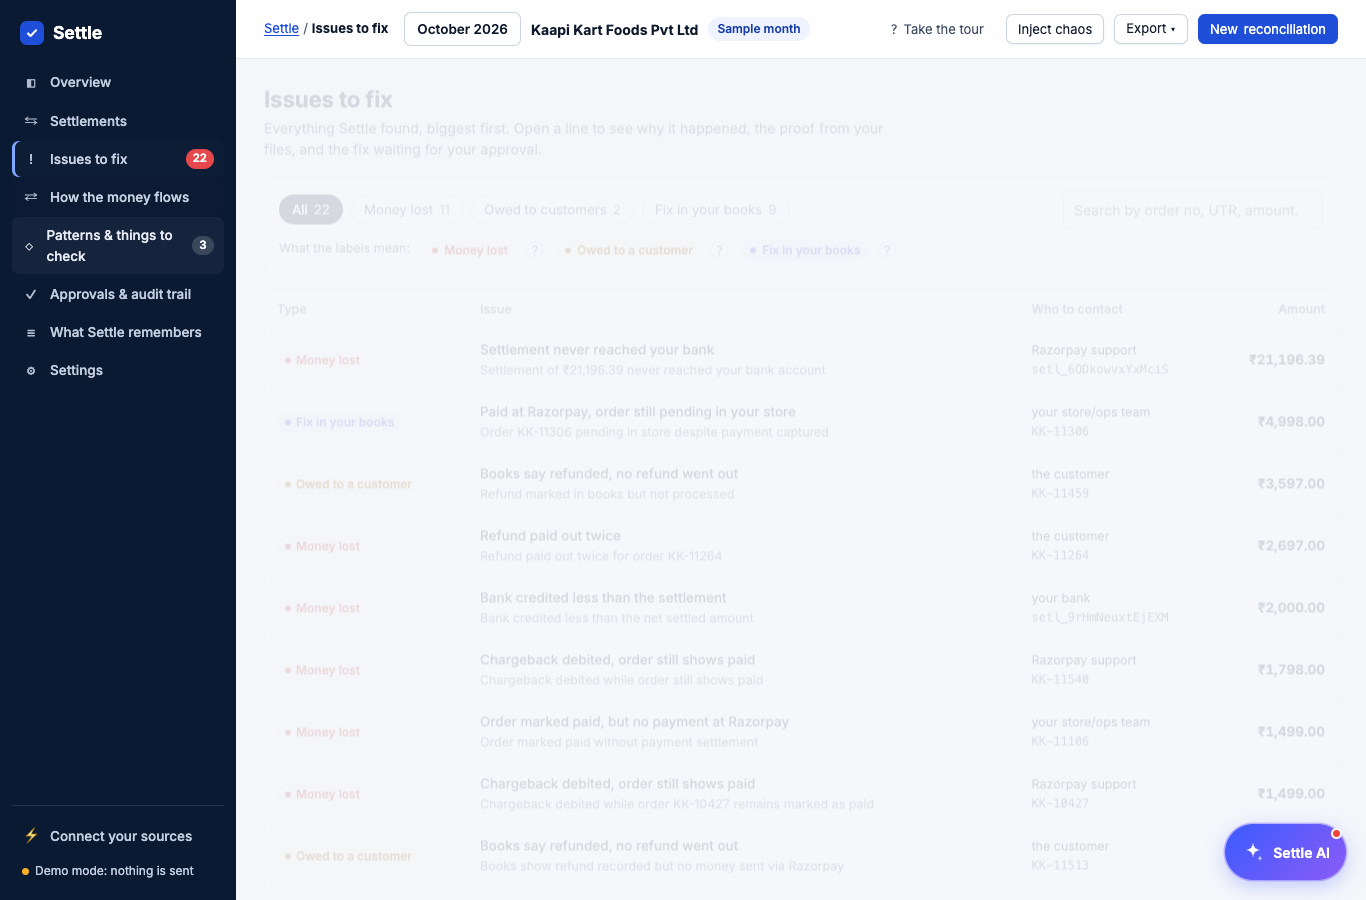 Settle
Overview
Settlements
Issues to fix 22
How the money flows
Patterns & things to check 3
Approvals & audit trail
What Settle remembers
Settings
Connect your sources
Demo mode: nothing is sent
Settle / Issues to fix October 2026 Kaapi Kart Foods Pvt Ltd Sample month ? Take the tour Inject chaos Export New reconciliation
Issues to fix
Everything Settle found, biggest first. Open a line to see why it happened, the proof from your
files, and the fix waiting for your approval.
All 22 Money lost 11 Owed to customers 2 Fix in your books 9 Search by order no, UTR, amount.
What the labels mean: Money lost ? Owed to a customer ? Fix in your books ?
Type Issue Who to contact Amount
Money lost Settlement never reached your bank Razorpay support ₹21,196.39
Settlement of ₹21,196.39 never reached your bank account setl_6ODkowvxYxMciS
Fix in your books Paid at Razorpay, order still pending in your store your store/ops team ₹4,998.00
Order KK-11306 pending in store despite payment captured KK-11306
Owed to a customer Books say refunded, no refund went out the customer ₹3,597.00
Refund marked in books but not processed KK-11459
Money lost Refund paid out twice the customer ₹2,697.00
Refund paid out twice for order KK-11264 KK-11264
Money lost Bank credited less than the settlement your bank ₹2,000.00
Bank credited less than the net settled amount setl_9rHmNeuxtEjEXM
Money lost Chargeback debited, order still shows paid Razorpay support ₹1,798.00
Chargeback debited while order still shows paid KK-11540
Money lost Order marked paid, but no payment at Razorpay your store/ops team ₹1,499.00
Order marked paid without payment settlement KK-11106
Money lost Chargeback debited, order still shows paid Razorpay support ₹1,499.00
Chargeback debited while order KK-10427 remains marked as paid KK-10427
Owed to a customer Books say refunded, no refund went out the customer
Books show refund recorded but no money sent via Razorpay KK-11513
Settle AI